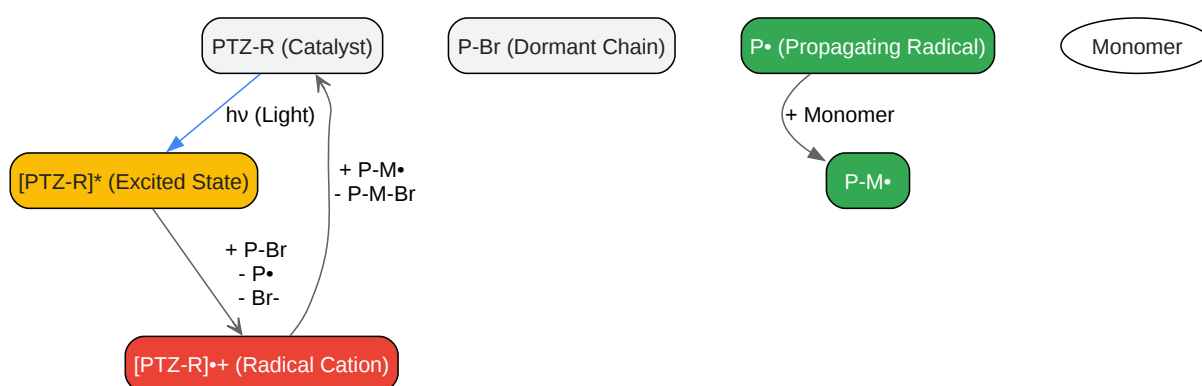 PTZ-R (Catalyst)
P-Br (Dormant Chain)
P• (Propagating Radical)
Monomer
hν (Light)
+ Monomer
[PTZ-R]* (Excited State)
+ P-M•
- P-M-Br
P-M•
+ P-Br
- P•
- Br-
[PTZ-R]•+ (Radical Cation)